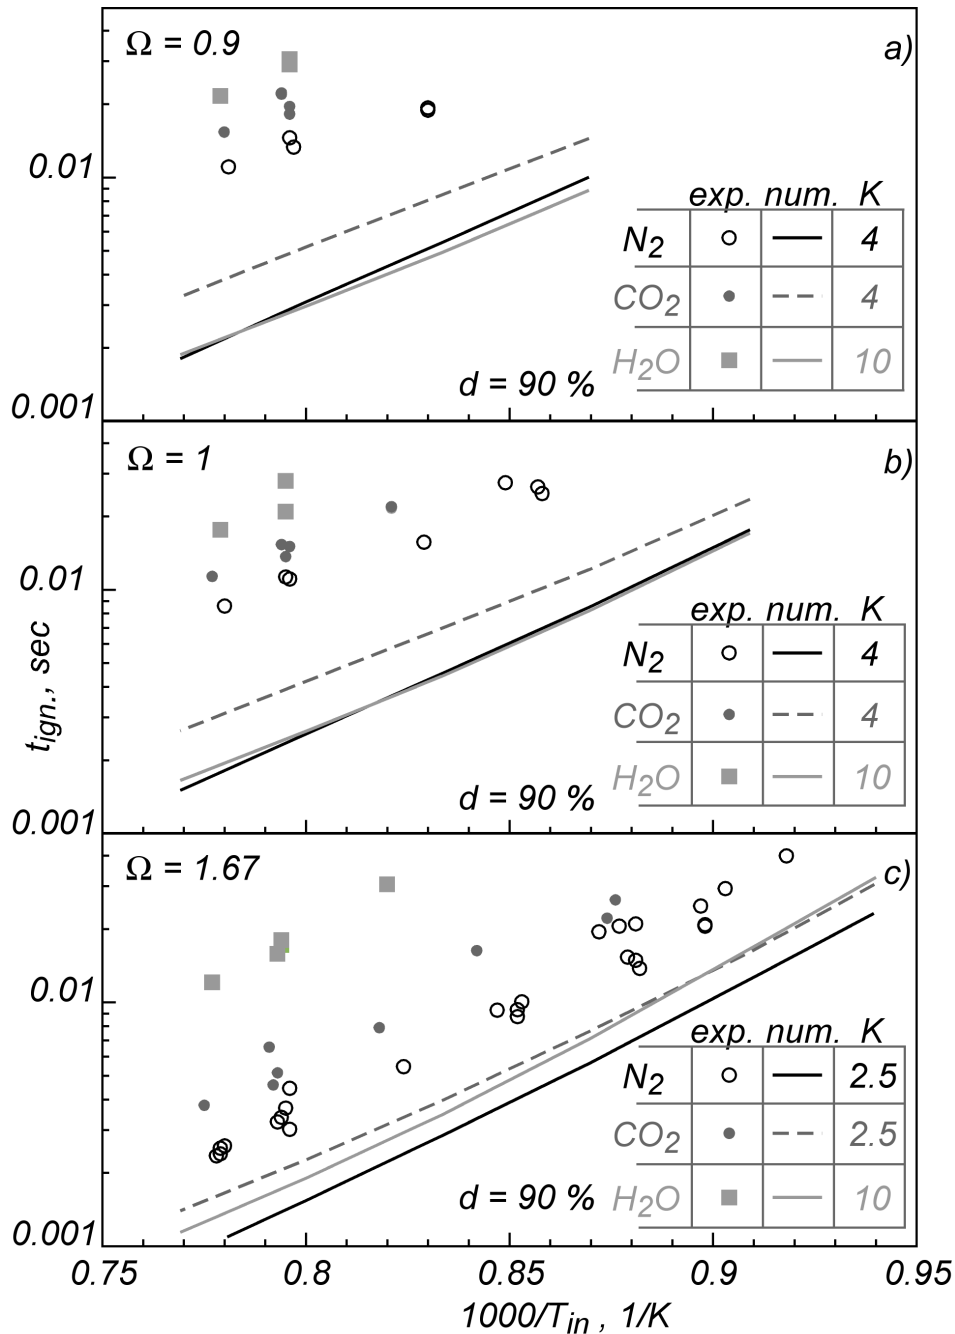 Ω = 0.9
a)
0.01
exp. num. K
N2 4
CO2 4
H2O 10
d = 90 %
0.001
Ω = 1
b)
0.01
exp. num. K
N2 4
CO2 4
H2O 10
d = 90 %
tign., sec
0.001
Ω = 1.67
c)
0.01
exp. num. K
N2 2.5
CO2 2.5
H2O 10
d = 90 %
0.001
0.75 0.8 0.85 0.9 0.95
1000/Tin , 1/K